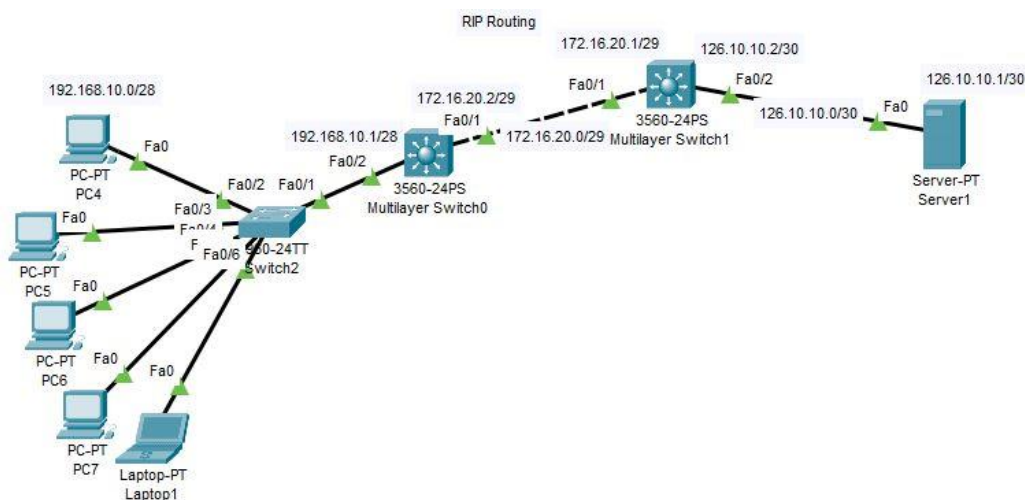 RIP Routing
172.16.20.1/29
126.10.10.2/30
Fa0/1
Fa0/2
126.10.10.1/30
192.168.10.0/28
172.16.20.2/29
126.10.10.0/30
Fa0
3560-24PS
Multilayer Switch1
Server-PT
Server1
192.168.10.1/28
Fa0/1
172.16.20.0/29
Fa0/2
3560-24PS
Multilayer Switch0
Fa0
PC-PT
PC4
Fa0/2
Fa0/1
Fa0/3
Fa0/4
F
Fa0/6
960-24TT
Switch2
Fa0
PC-PT
PC5
Fa0
PC-PT
PC6
Fa0
PC-PT
PC7
Fa0
Laptop-PT
Laptop1